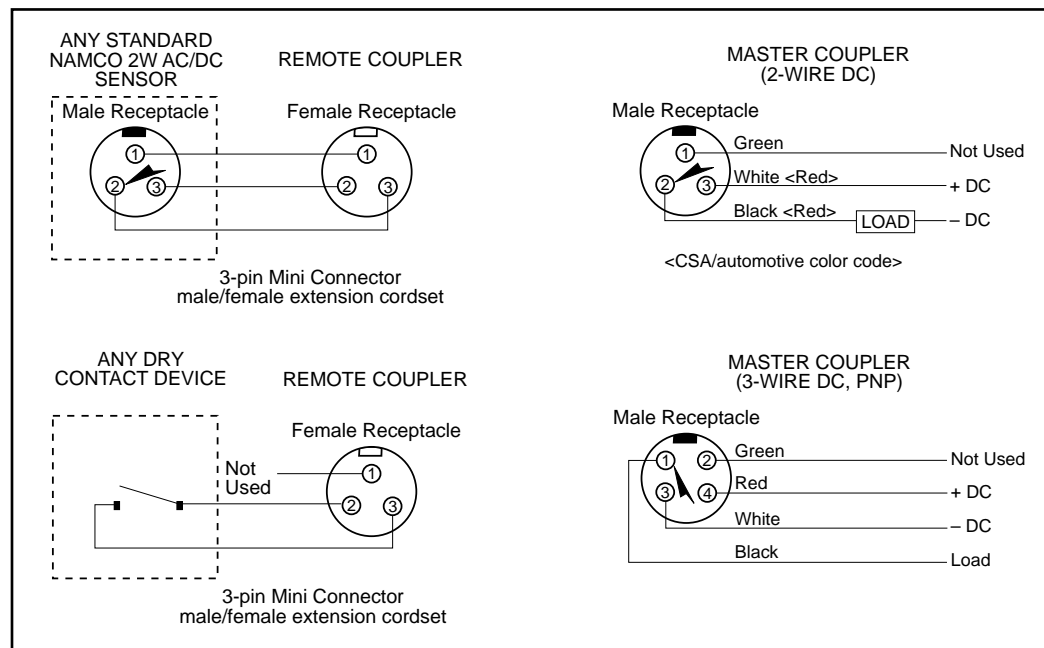 ANY STANDARD
NAMCO 2W AC/DC
SENSOR
Male Receptacle
1
2
3
REMOTE COUPLER
Female Receptacle
1
2
3
3-pin Mini Connector
male/female extension cordset
MASTER COUPLER
(2-WIRE DC)
Male Receptacle
1
2
3
Green
Not Used
White <Red>
+ DC
Black <Red>
LOAD
– DC
<CSA/automotive color code>
ANY DRY
CONTACT DEVICE
REMOTE COUPLER
Female Receptacle
Not
Used
1
2
3
3-pin Mini Connector
male/female extension cordset
MASTER COUPLER
(3-WIRE DC, PNP)
Male Receptacle
1
2
3
4
Green
Not Used
Red
+ DC
White
– DC
Black
Load